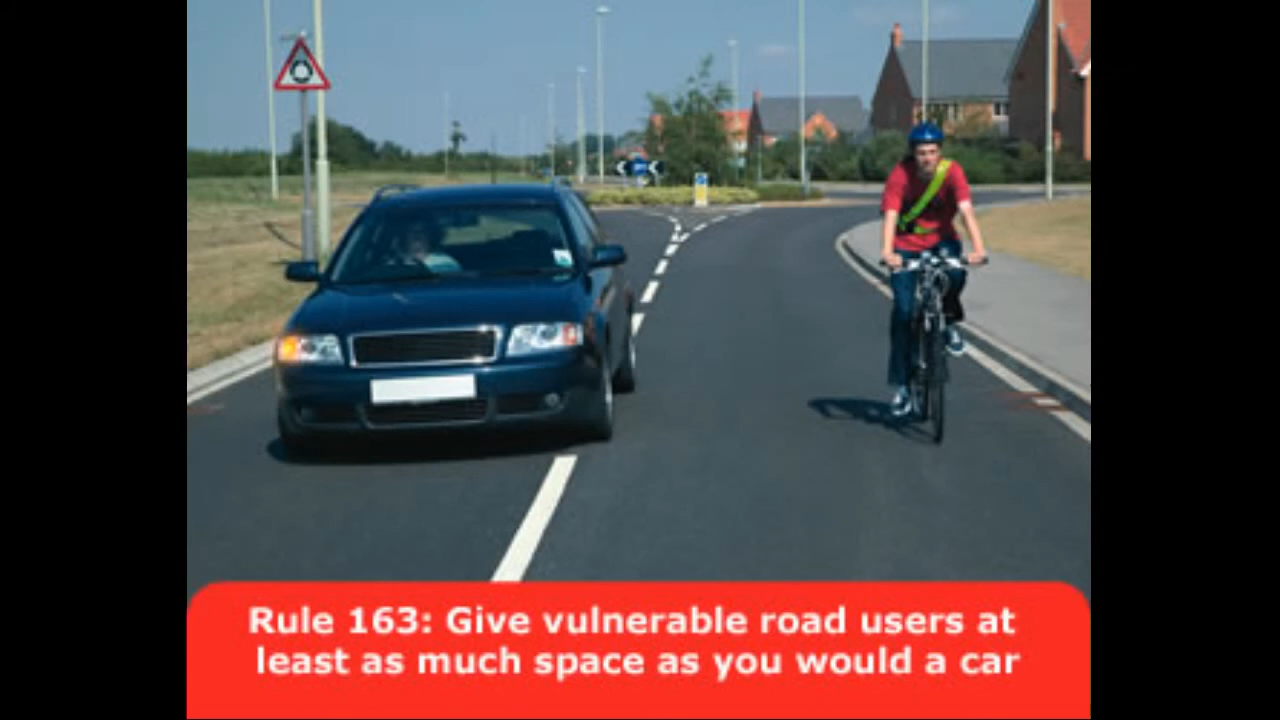 Rule 163: Give vulnerable road users at
least as much space as you would a car